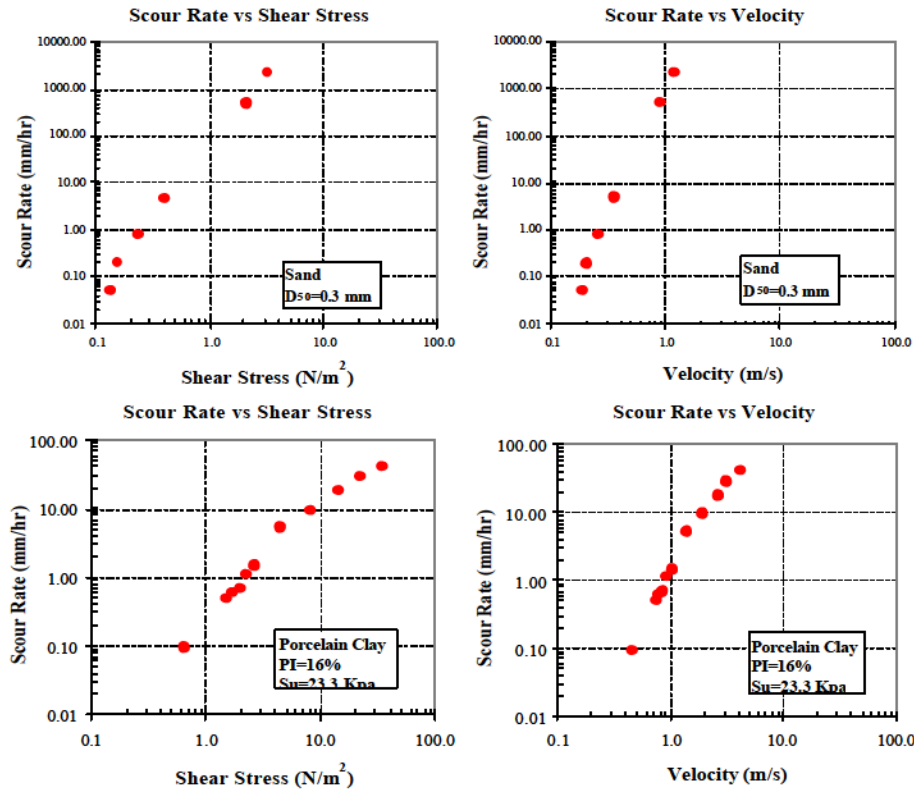 Scour Rate vs Shear Stress
Scour Rate (mm/hr)
10000.00
1000.00
100.00
10.00
1.00
0.10
0.01
Sand
D50=0.3 mm
0.1 1.0 10.0 100.0
Shear Stress (N/m2)
Scour Rate vs Velocity
Scour Rate (mm/hr)
10000.00
1000.00
100.00
10.00
1.00
0.10
0.01
Sand
D50=0.3 mm
0.1 1.0 10.0 100.0
Velocity (m/s)
Scour Rate vs Shear Stress
Scour Rate (mm/hr)
100.00
10.00
1.00
0.10
0.01
Porcelain Clay
PI=16%
Su=23.3 Kpa
0.1 1.0 10.0 100.0
Shear Stress (N/m2)
Scour Rate vs Velocity
Scour Rate (mm/hr)
100.00
10.00
1.00
0.10
0.01
Porcelain Clay
PI=16%
Su=23.3 Kpa
0.1 1.0 10.0 100.0
Velocity (m/s)